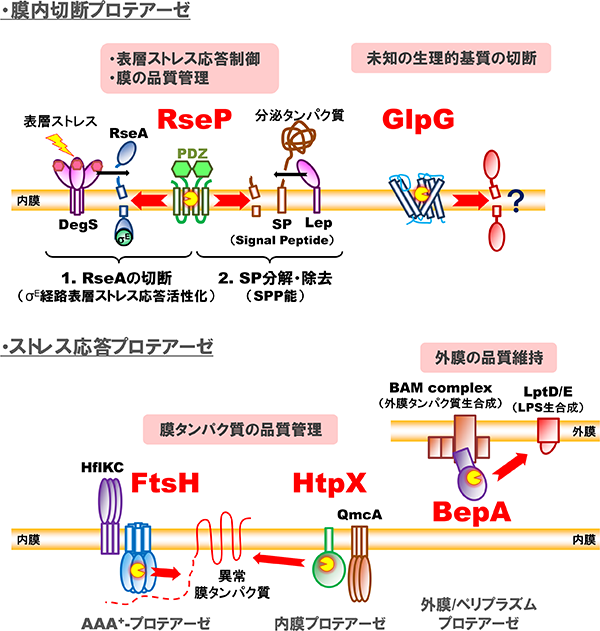 ・膜内切断プロテアーゼ
・表層ストレス応答制御
・膜の品質管理
未知の生理的基質の切断
表層ストレス
RseA
RseP
分泌タンパク質
GlpG
PDZ
内膜
DegS
σE
SP
(Signal Peptide)
Lep
?
1. RseAの切断
（σE経路表層ストレス応答活性化）
2. SP分解・除去
（SPP能）
・ストレス応答プロテアーゼ
外膜の品質維持
BAM complex
（外膜タンパク質生合成）
LptD/E
（LPS生合成）
膜タンパク質の品質管理
外膜
HflKC
FtsH
HtpX
QmcA
BepA
内膜
内膜
異常
膜タンパク質
AAA+-プロテアーゼ
内膜プロテアーゼ
外膜/ペリプラズム
プロテアーゼ